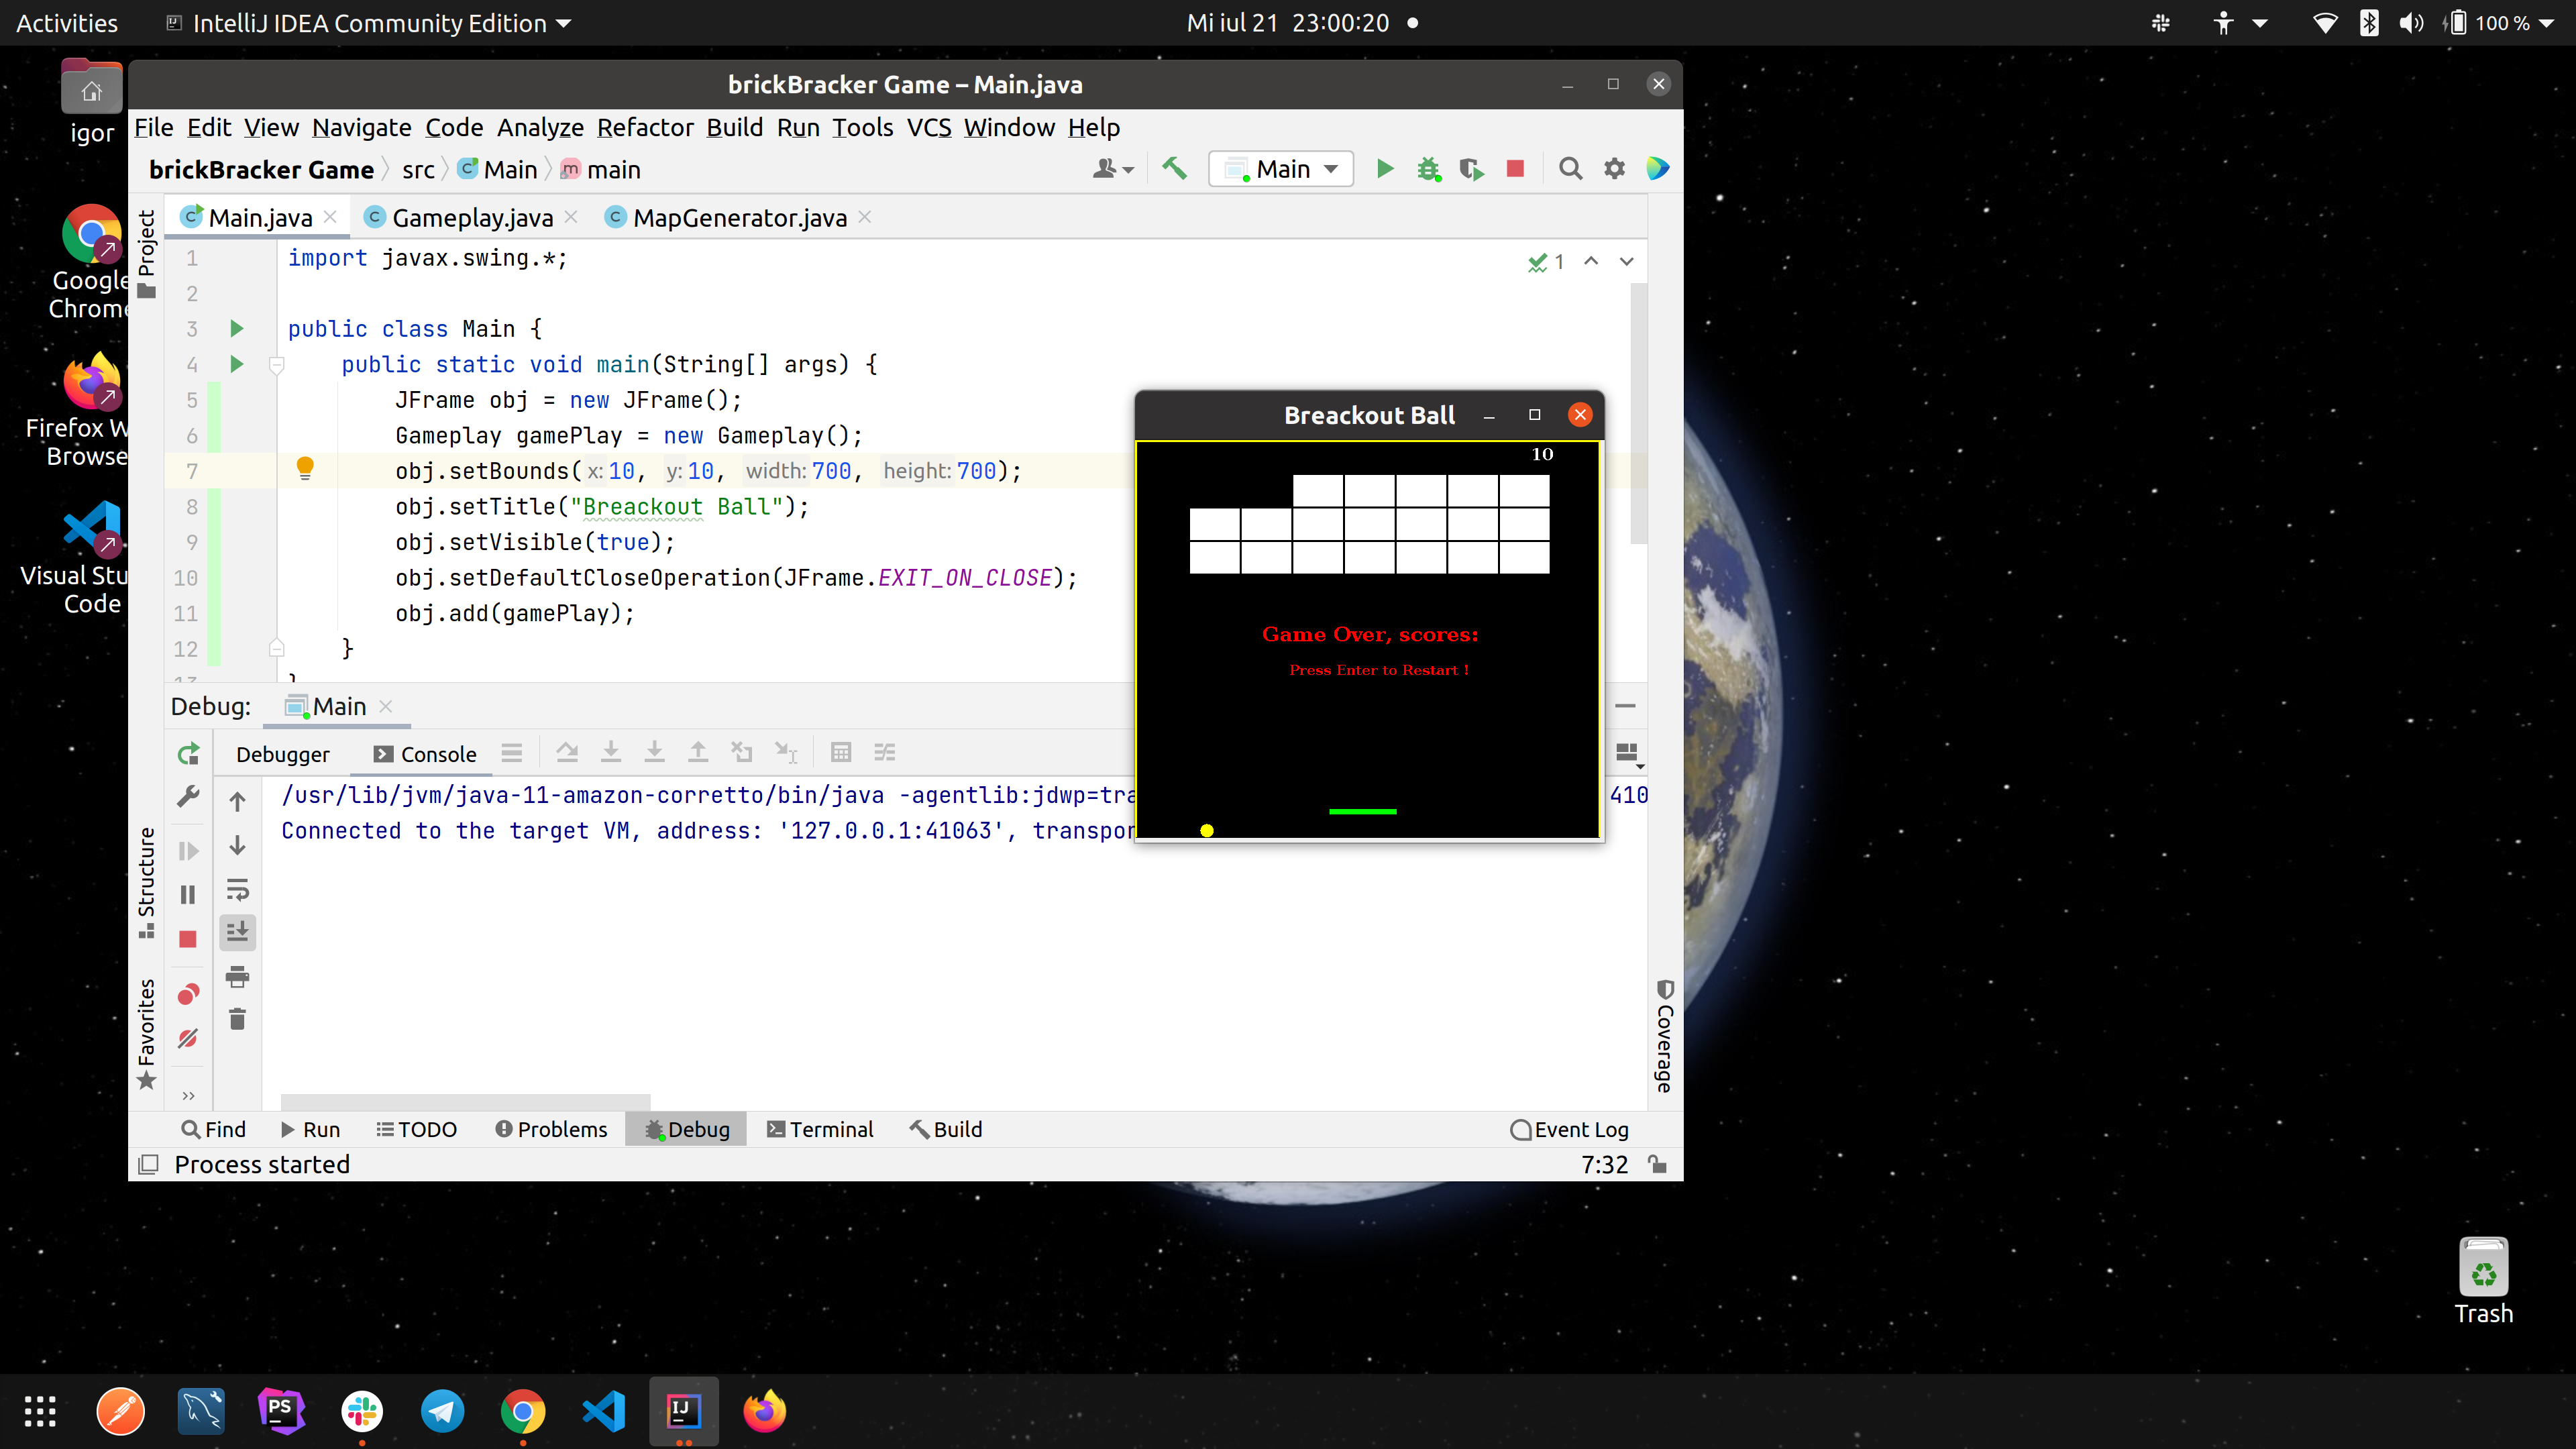 Activities
IntelliJ IDEA Community Edition
Mi iul 21 23:00:20
100 %
igor
Google
Chrome
Firefox W
Browse
Visual Stu
Code
Trash
brickBracker Game – Main.java
File Edit View Navigate Code Analyze Refactor Build Run Tools VCS Window Help
brickBracker Game src Main main
Main
Project
Main.java Gameplay.java MapGenerator.java
1 import javax.swing.*;
1
2
3 public class Main {
4 public static void main(String[] args) {
5 JFrame obj = new JFrame();
6 Gameplay gamePlay = new Gameplay();
7 obj.setBounds( x: 10, y: 10, width: 700, height: 700);
8 obj.setTitle("Breackout Ball");
9 obj.setVisible(true);
10 obj.setDefaultCloseOperation(JFrame.EXIT_ON_CLOSE);
11 obj.add(gamePlay);
12 }
13 }
Breackout Ball
10
Game Over, scores:
Press Enter to Restart !
Debug: Main
Debugger Console
/usr/lib/jvm/java-11-amazon-corretto/bin/java -agentlib:jdwp=tra
410
Connected to the target VM, address: '127.0.0.1:41063', transpor
Structure
Favorites
Coverage
Find Run TODO Problems Debug Terminal Build Event Log
Process started
7:32
PS
IJ